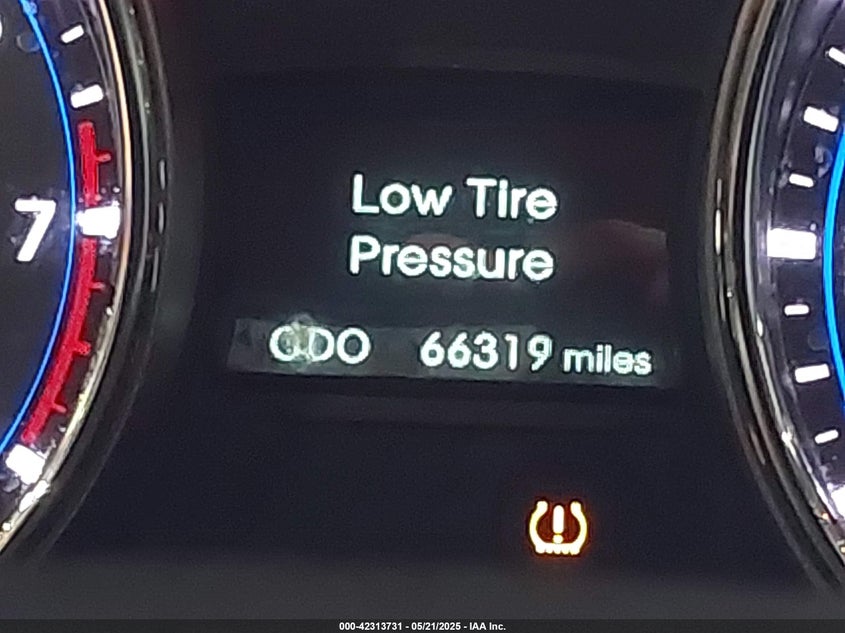 7
Low Tire
Pressure
ODO 66319 miles
000-42313731 - 05/21/2025 - IAA Inc.